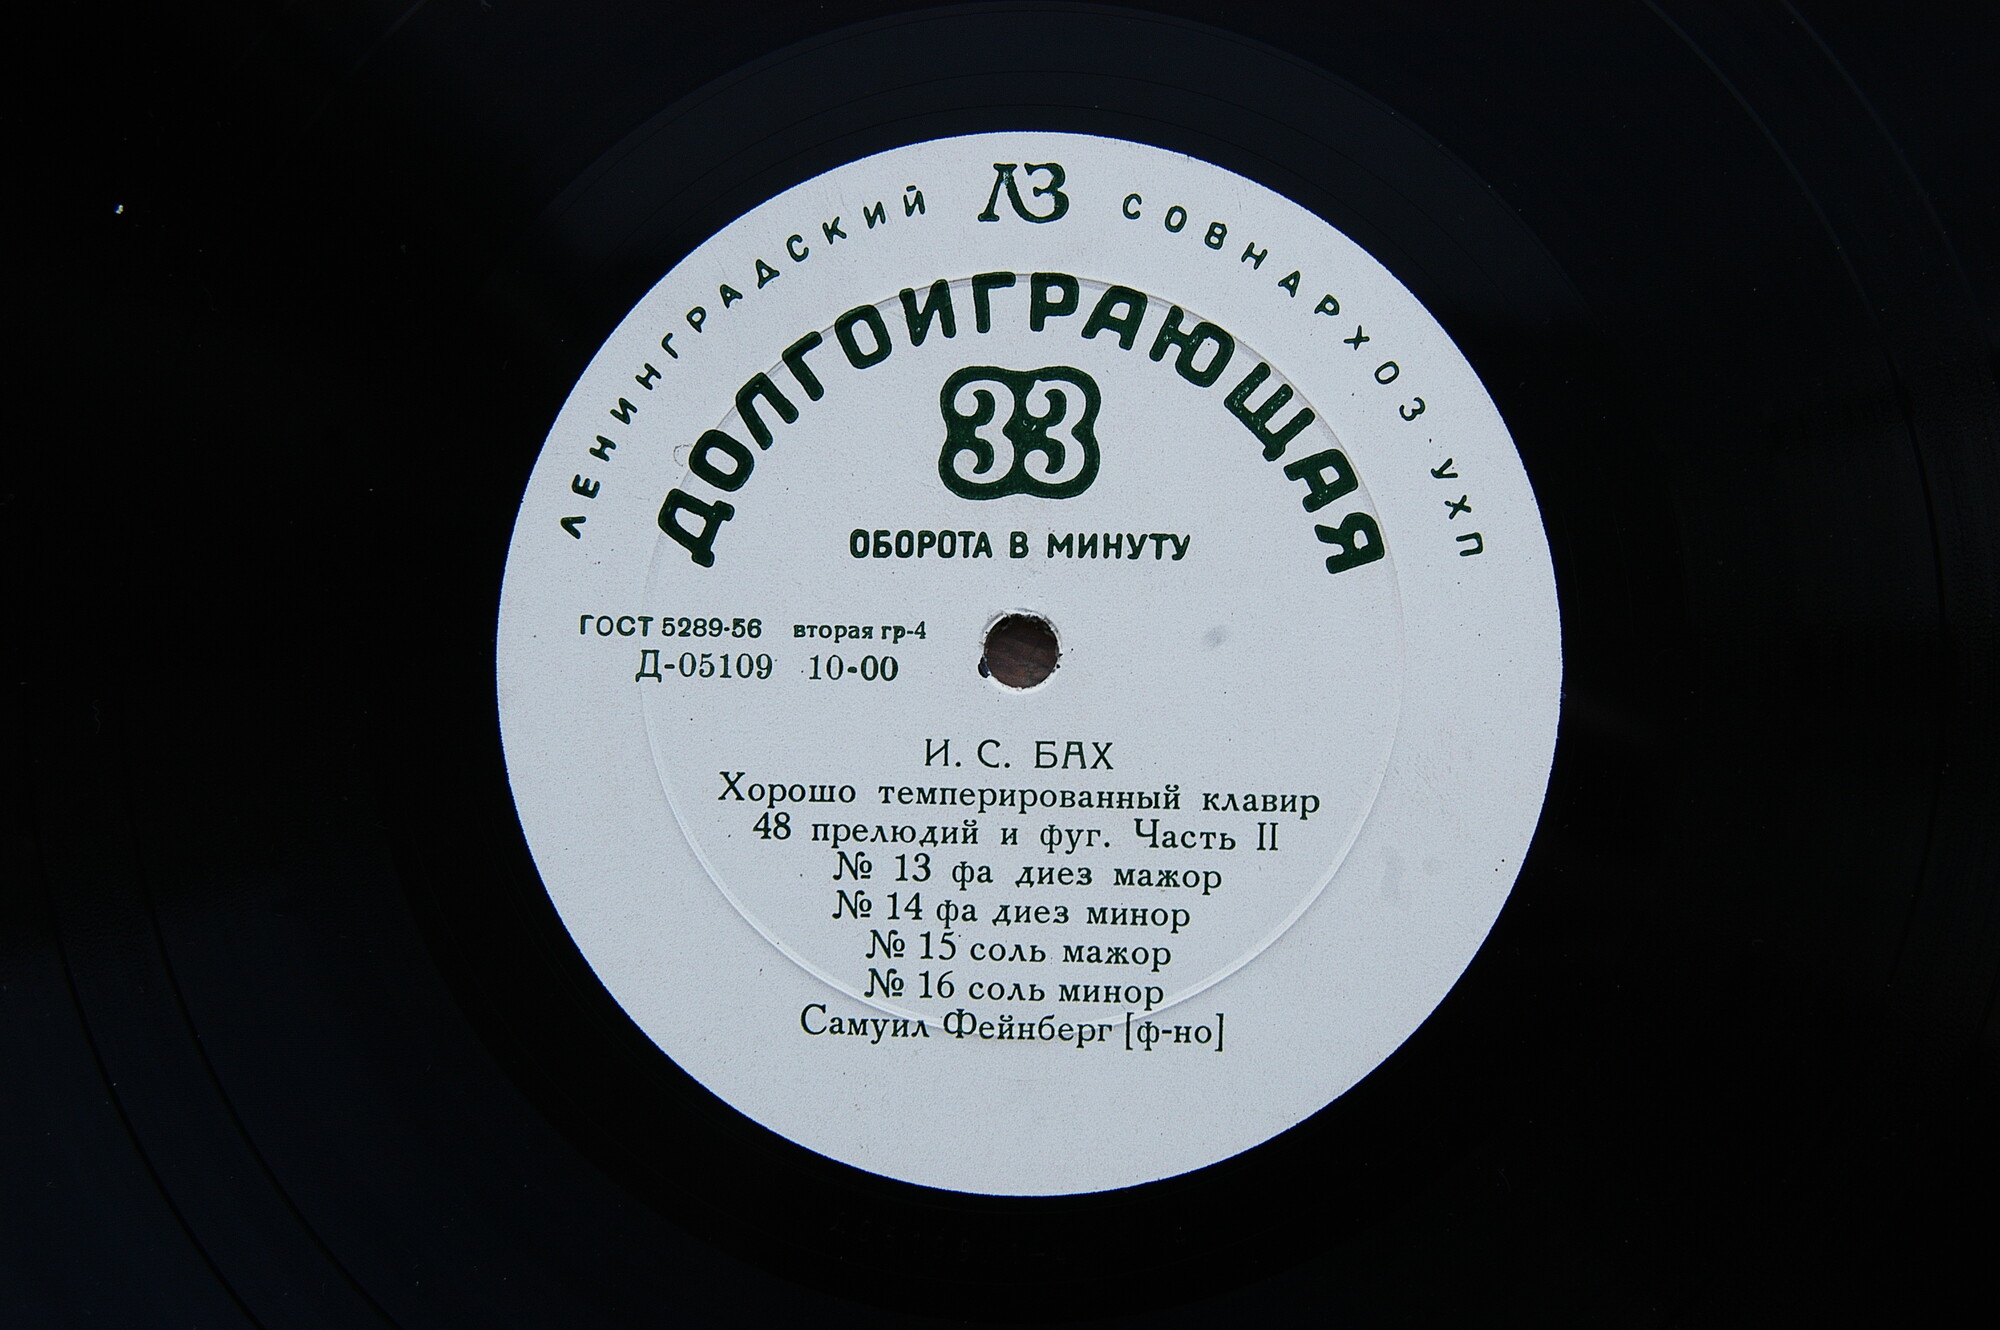 ЛЕНИНГРАДСКИЙ ЛЗ СОВНАРХОЗ УХП
ДОЛГОИГРАЮЩАЯ
33
ОБОРОТА В МИНУТУ
ГОСТ 5289-56 вторая гр-4
Д-05109 10-00
И. С. БАХ
Хорошо темперированный клавир
48 прелюдий и фуг. Часть II
№ 13 фа диез мажор
№ 14 фа диез минор
№ 15 соль мажор
№ 16 соль минор
Самуил Фейнберг [ф-но]